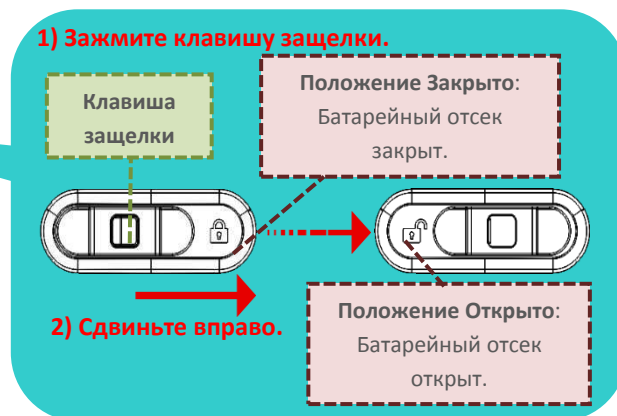 1) Зажмите клавишу защелки.
Клавиша
защелки
Положение Закрыто:
Батарейный отсек
закрыт.
2) Сдвиньте вправо.
Положение Открыто:
Батарейный отсек
открыт.